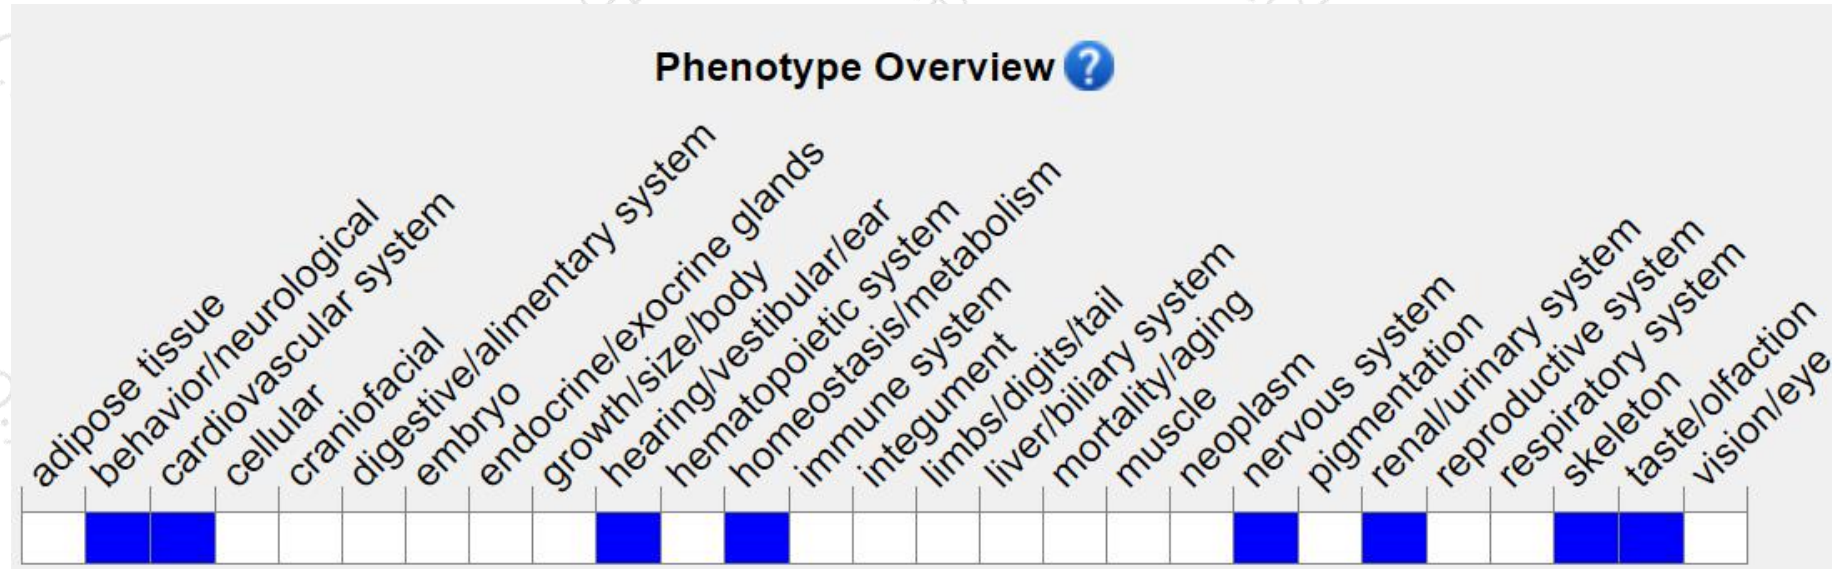 Phenotype Overview ?
adipose tissue
behavior/neurological
cardiovascular system
cellular
craniofacial
digestive/alimentary system
embryo
endocrine/exocrine glands
growth/size/body
hearing/vestibular/ear
hematopoietic system
homeostasis/metabolism
immune system
integument
limbs/digits/tail
liver/biliary system
mortality/aging
muscle
neoplasm
nervous system
pigmentation
renal/urinary system
reproductive system
respiratory system
skeleton
taste/olfaction
vision/eye